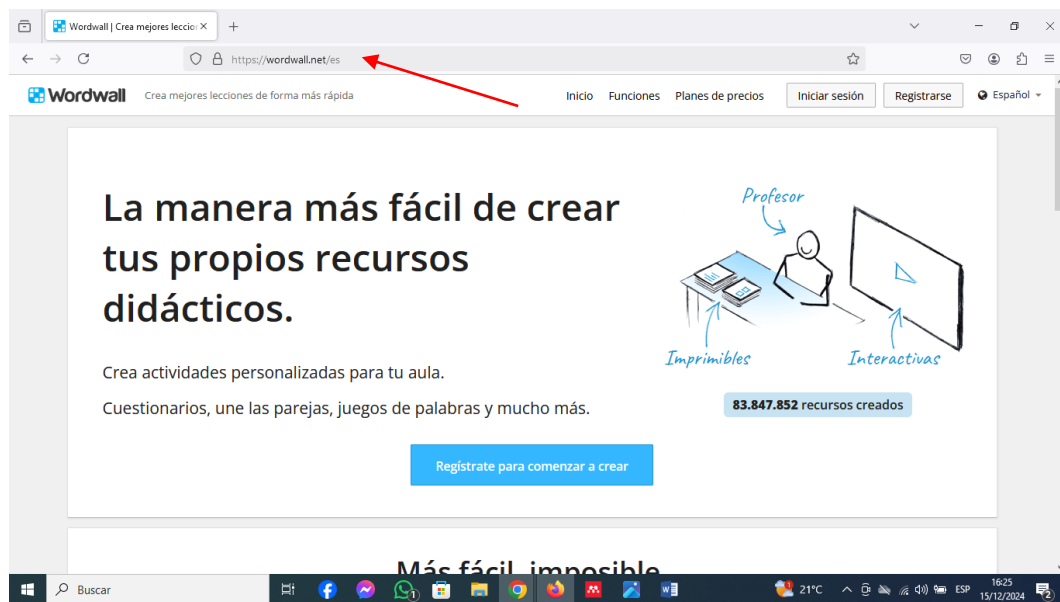 Wordwall | Crea mejores leccio
https://wordwall.net/es
Wordwall
Crea mejores lecciones de forma más rápida
Inicio
Funciones
Planes de precios
Iniciar sesión
Registrarse
Español
La manera más fácil de crear
tus propios recursos
didácticos.
Crea actividades personalizadas para tu aula.
Cuestionarios, une las parejas, juegos de palabras y mucho más.
Regístrate para comenzar a crear
Profesor
Imprimibles
Interactivas
83.847.852 recursos creados
Más fácil, imposible
Buscar
1
21°C
ESP
16:25
15/12/2024
2